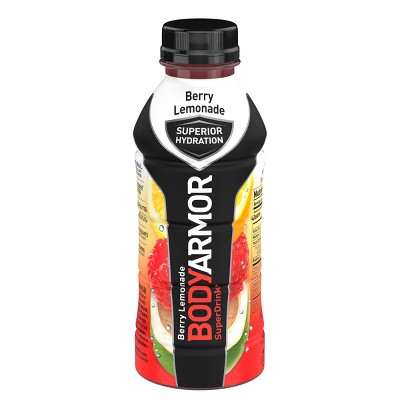 Berry
Lemonade
SUPERIOR
HYDRATION
Berry Lemonade
BODYARMOR
SuperDrink